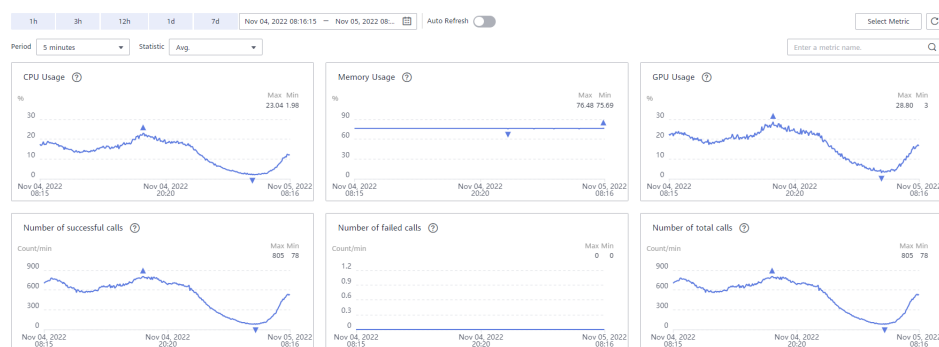 1h 3h 12h 1d 7d Nov 04, 2022 08:16:15 — Nov 05, 2022 08:... Auto Refresh Select Metric
Period 5 minutes Statistic Avg. Enter a metric name.
CPU Usage ?
% Max Min
23.04 1.98
30
20
10
0
Nov 04, 2022 Nov 04, 2022 Nov 05, 2022
08:15 20:20 08:16
Memory Usage ?
% Max Min
76.48 75.69
90
60
30
0
Nov 04, 2022 Nov 04, 2022 Nov 05, 2022
08:15 20:20 08:16
GPU Usage ?
% Max Min
28.80 3
30
20
10
0
Nov 04, 2022 Nov 04, 2022 Nov 05, 2022
08:15 20:20 08:16
Number of successful calls ?
Count/min Max Min
805 78
900
600
300
0
Nov 04, 2022 Nov 04, 2022 Nov 05, 2022
08:15 20:20 08:16
Number of failed calls ?
Count/min Max Min
0 0
1.2
0.9
0.6
0.3
0
Nov 04, 2022 Nov 04, 2022 Nov 05, 2022
08:15 20:20 08:16
Number of total calls ?
Count/min Max Min
805 78
900
600
300
0
Nov 04, 2022 Nov 04, 2022 Nov 05, 2022
08:15 20:20 08:16